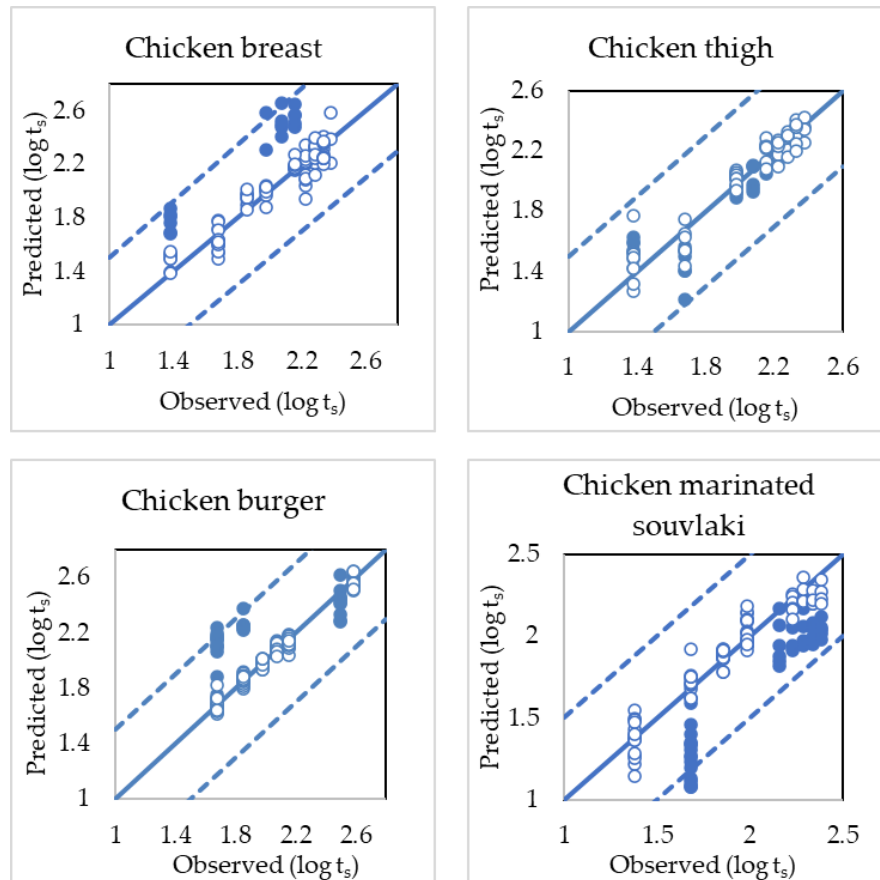 Chicken breast
2.6
2.2
1.8
1.4
1
Predicted (log ts)
1 1.4 1.8 2.2 2.6
Observed (log ts)
Chicken thigh
2.6
2.2
1.8
1.4
1
Predicted (log ts)
1 1.4 1.8 2.2 2.6
Observed (log ts)
Chicken burger
2.6
2.2
1.8
1.4
1
Predicted (log ts)
1 1.4 1.8 2.2 2.6
Observed (log ts)
Chicken marinated
souvlaki
2.5
2
1.5
1
Predicted (log ts)
1 1.5 2 2.5
Observed (log ts)